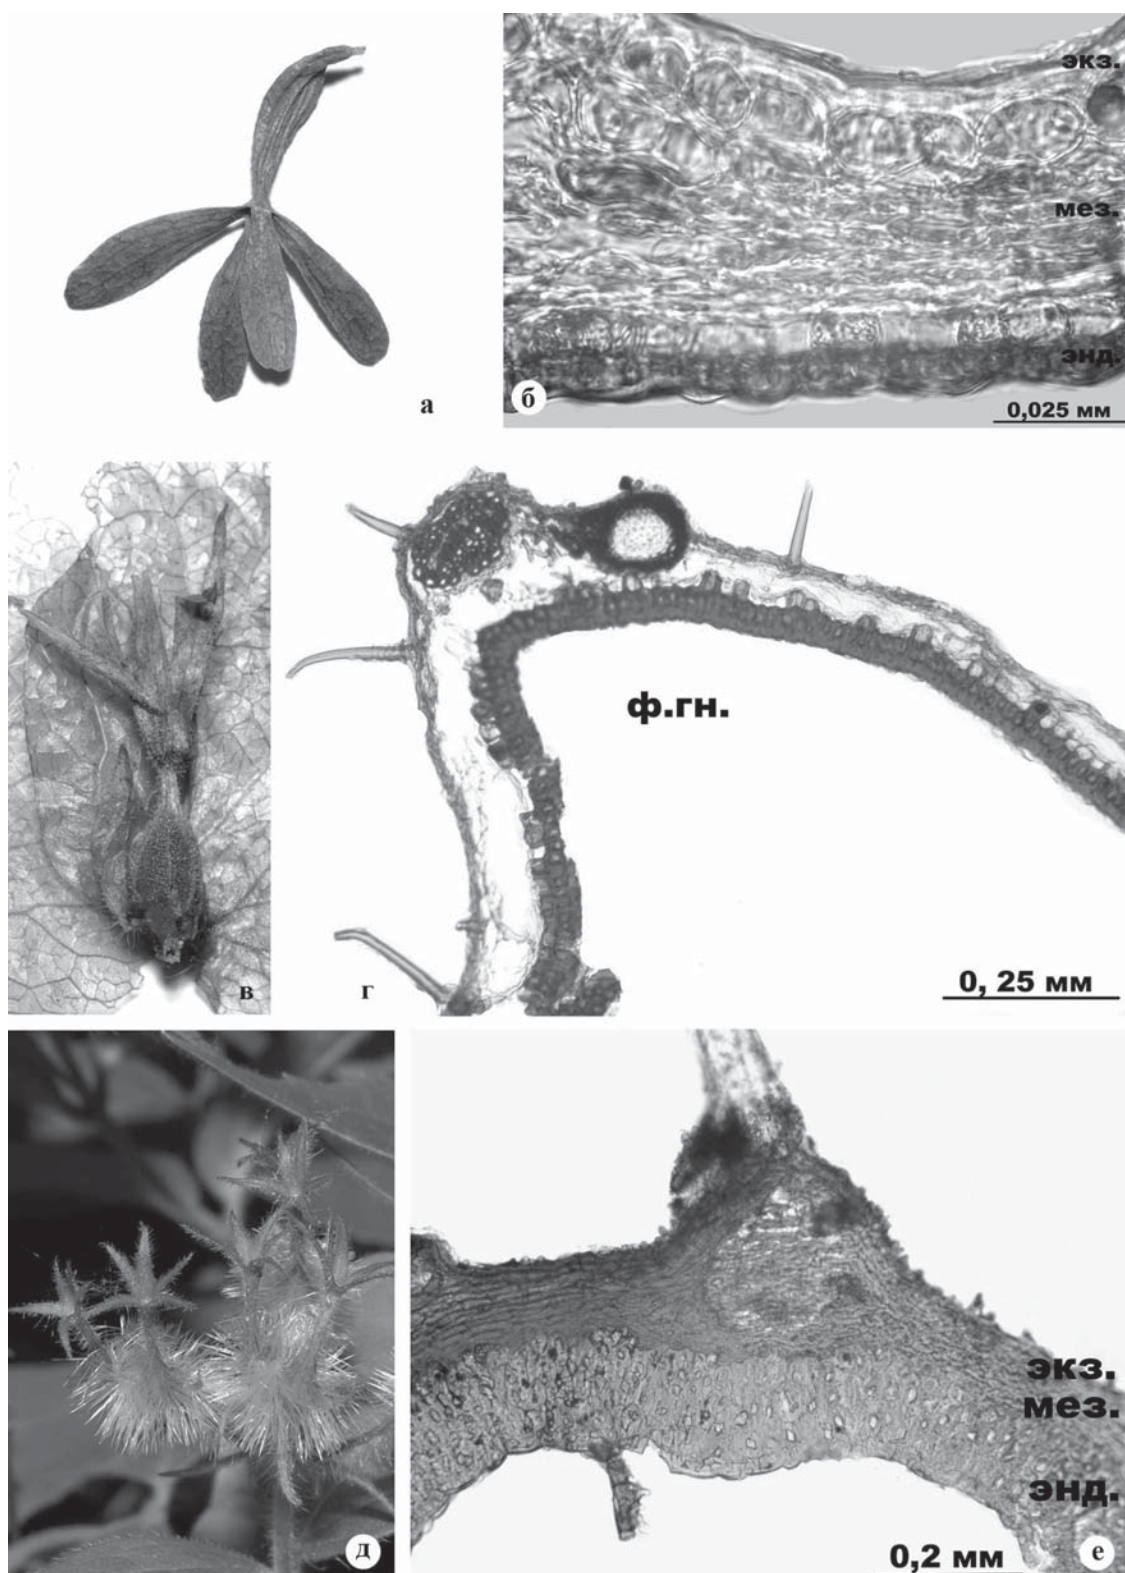 экз.
мез.
энд.
а
б
0,025 мм
ф.гн.
в
г
0, 25 мм
экз.
мез.
энд.
д
0,2 мм
е